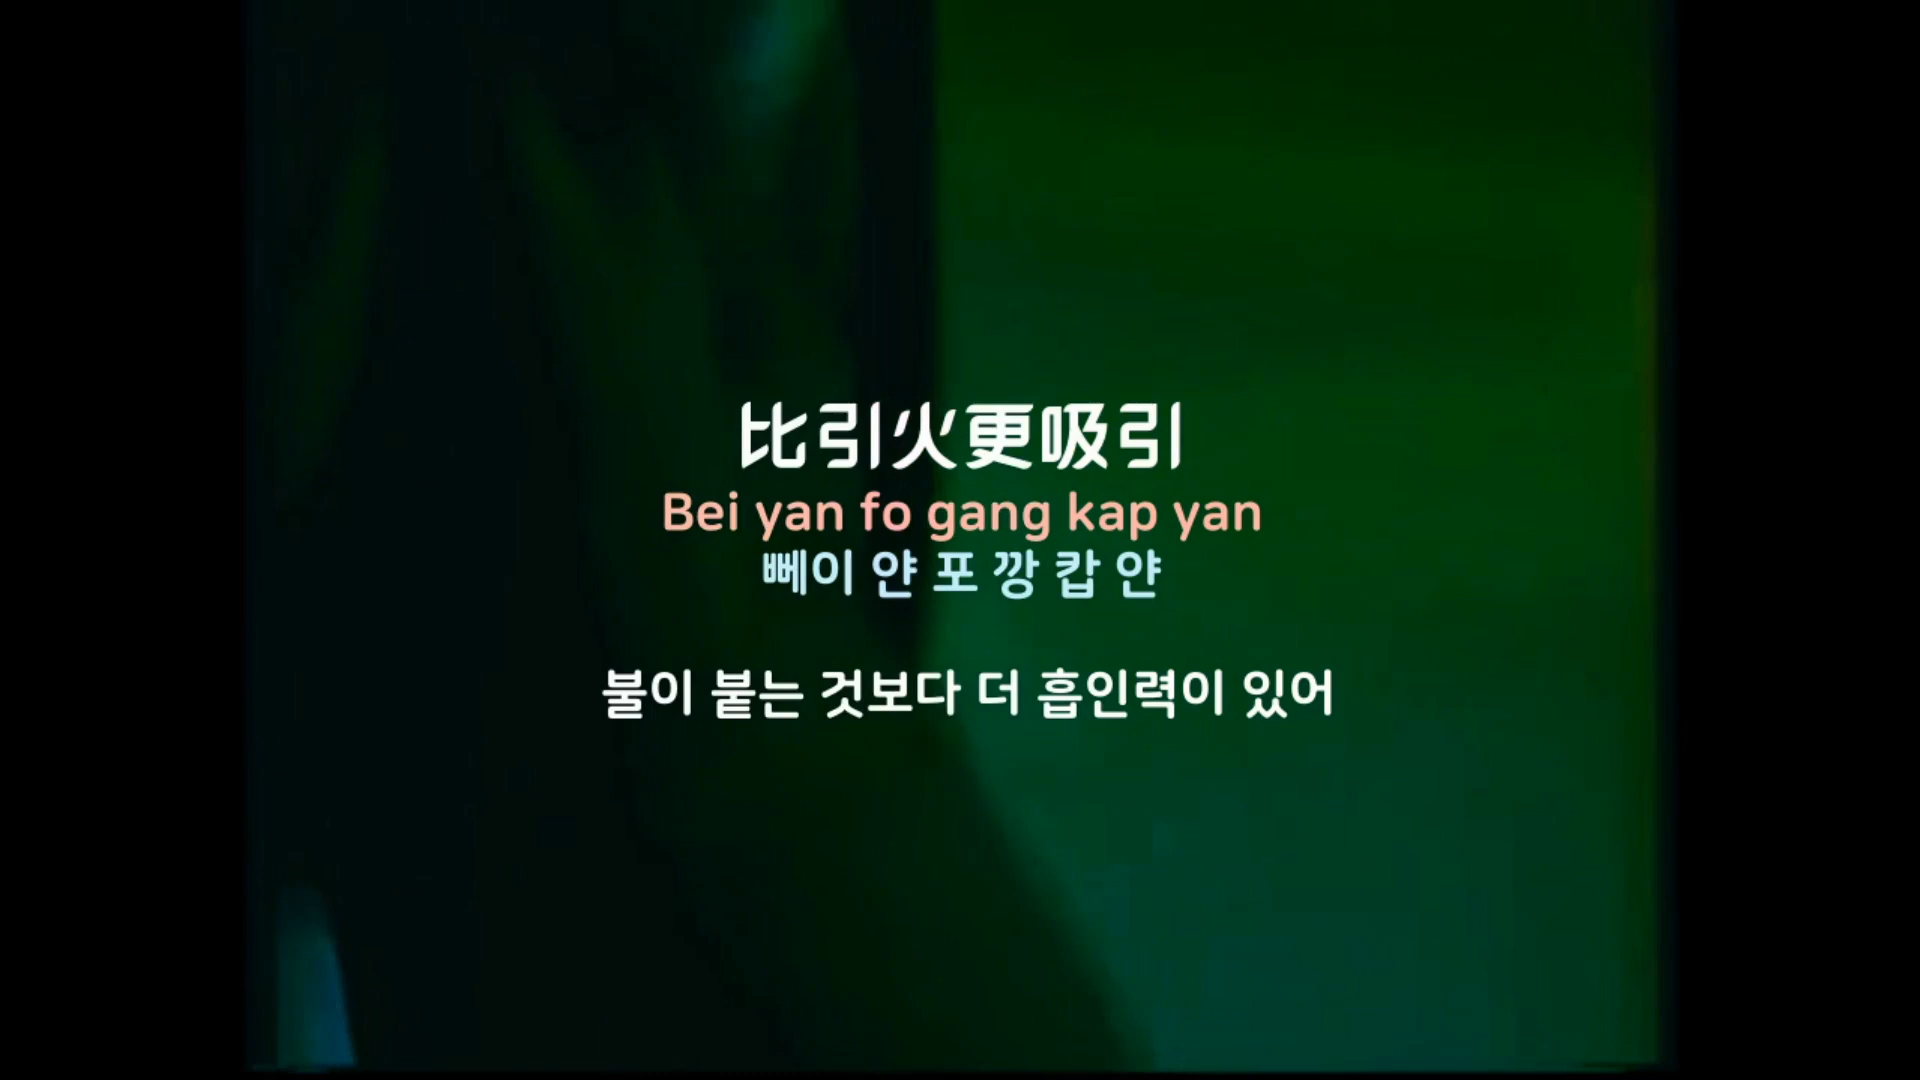 比引火更吸引
Bei yan fo gang kap yan
뻬이 얀 포 깡 캅 얀
불이 붙는 것보다 더 흡인력이 있어